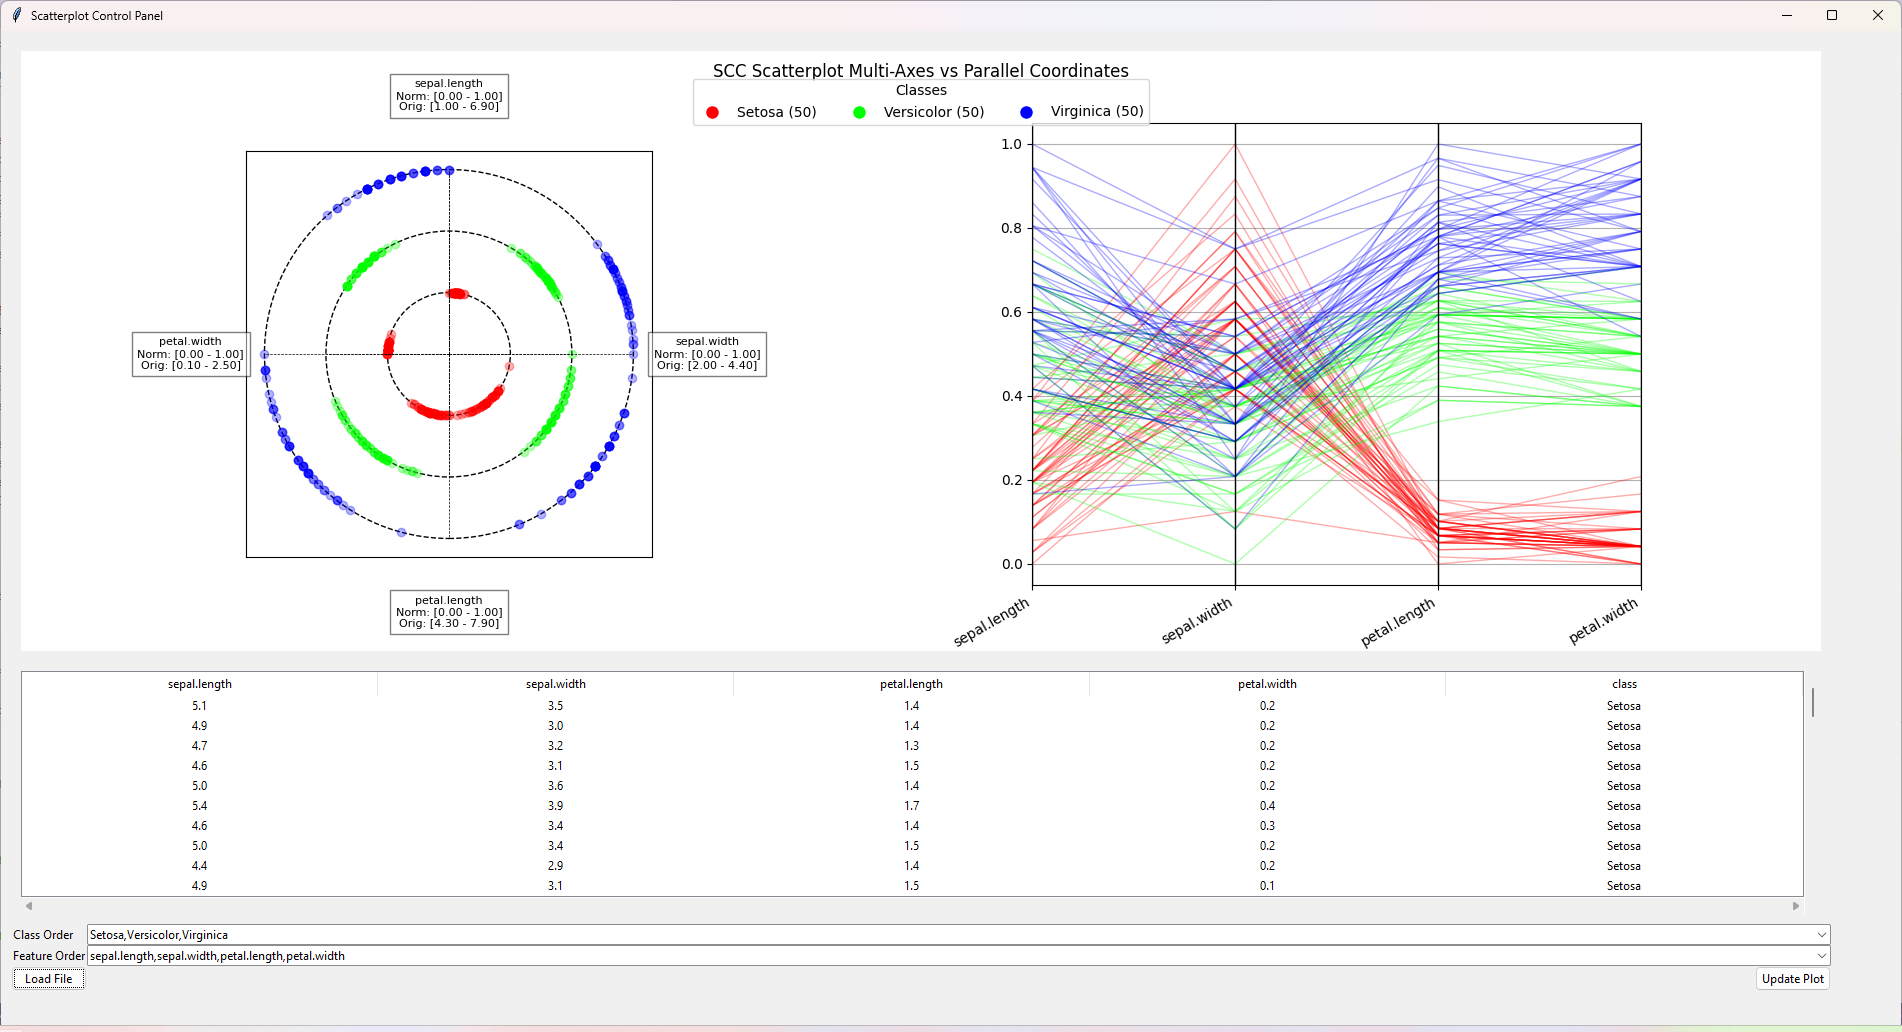 Scatterplot Control Panel
SCC Scatterplot Multi-Axes vs Parallel Coordinates
Classes
Setosa (50) Versicolor (50) Virginica (50)
sepal.length
Norm: [0.00 - 1.00]
Orig: [1.00 - 6.90]
petal.width
Norm: [0.00 - 1.00]
Orig: [0.10 - 2.50]
sepal.width
Norm: [0.00 - 1.00]
Orig: [2.00 - 4.40]
petal.length
Norm: [0.00 - 1.00]
Orig: [4.30 - 7.90]
1.0
0.8
0.6
0.4
0.2
0.0
sepal.length
sepal.width
petal.length
petal.width
sepal.length sepal.width petal.length petal.width class
5.1 3.5 1.4 0.2 Setosa
4.9 3.0 1.4 0.2 Setosa
4.7 3.2 1.3 0.2 Setosa
4.6 3.1 1.5 0.2 Setosa
5.0 3.6 1.4 0.2 Setosa
5.4 3.9 1.7 0.4 Setosa
4.6 3.4 1.4 0.3 Setosa
5.0 3.4 1.5 0.2 Setosa
4.4 2.9 1.4 0.2 Setosa
4.9 3.1 1.5 0.1 Setosa
Class Order Setosa,Versicolor,Virginica
Feature Order sepal.length,sepal.width,petal.length,petal.width
Load File Update Plot